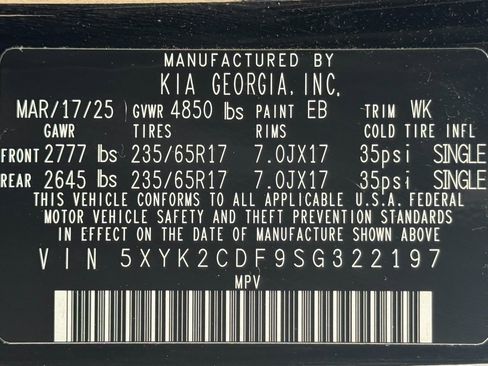 MANUFACTURED BY
KIA GEORGIA, INC.
MAR/17/25 GVWR 4850 lbs PAINT EB TRIM WK
GAWR TIRES RIMS COLD TIRE INFL
FRONT 2777 lbs 235/65R17 7.0JX17 35psi SINGLE
REAR 2645 lbs 235/65R17 7.0JX17 35psi SINGLE
THIS VEHICLE CONFORMS TO ALL APPLICABLE U.S.A. FEDERAL
MOTOR VEHICLE SAFETY AND THEFT PREVENTION STANDARDS
IN EFFECT ON THE DATE OF MANUFACTURE SHOWN ABOVE
VIN 5XYK2CDF9SG322197
MPV